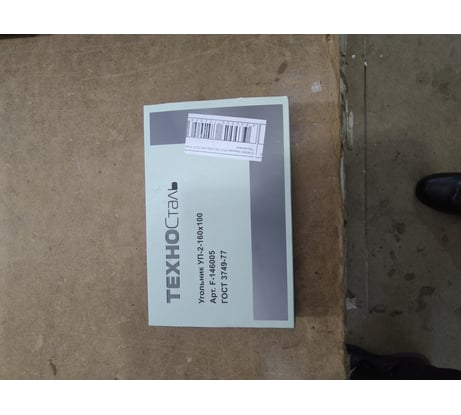 ТЕХНОСталь
Угольник УП-2-160х100
Арт. F-146005
ГОСТ 3749-77